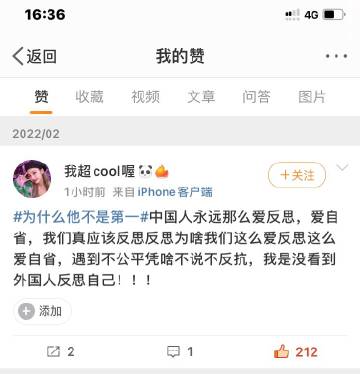 16:36
4G
返回
我的赞
赞 收藏 视频 文章 问答 图片
2022/02
我超cool喔🐼🍊
+关注
1小时前 来自 iPhone客户端
#为什么他不是第一#中国人永远那么爱反思，爱自
省，我们真应该反思反思为啥我们这么爱反思这么
爱自省，遇到不公平凭啥不说不反抗，我是没看到
外国人反思自己！！！
添加
2
1
212